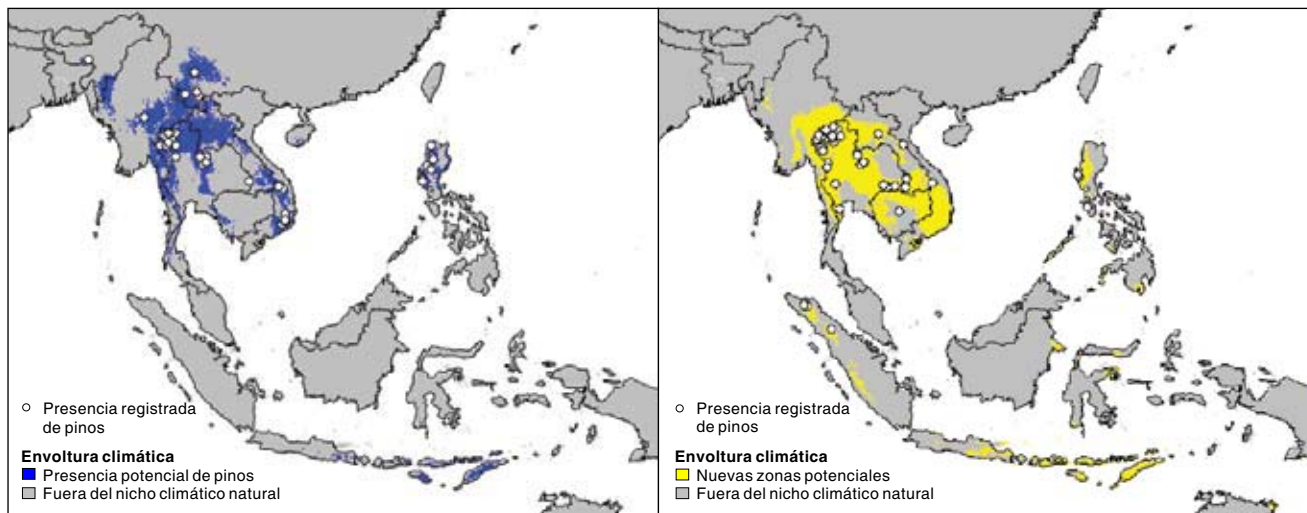 Presencia registrada
de pinos
Envoltura climática
Presencia potencial de pinos
Fuera del nicho climático natural
Presencia registrada
de pinos
Envoltura climática
Nuevas zonas potenciales
Fuera del nicho climático natural